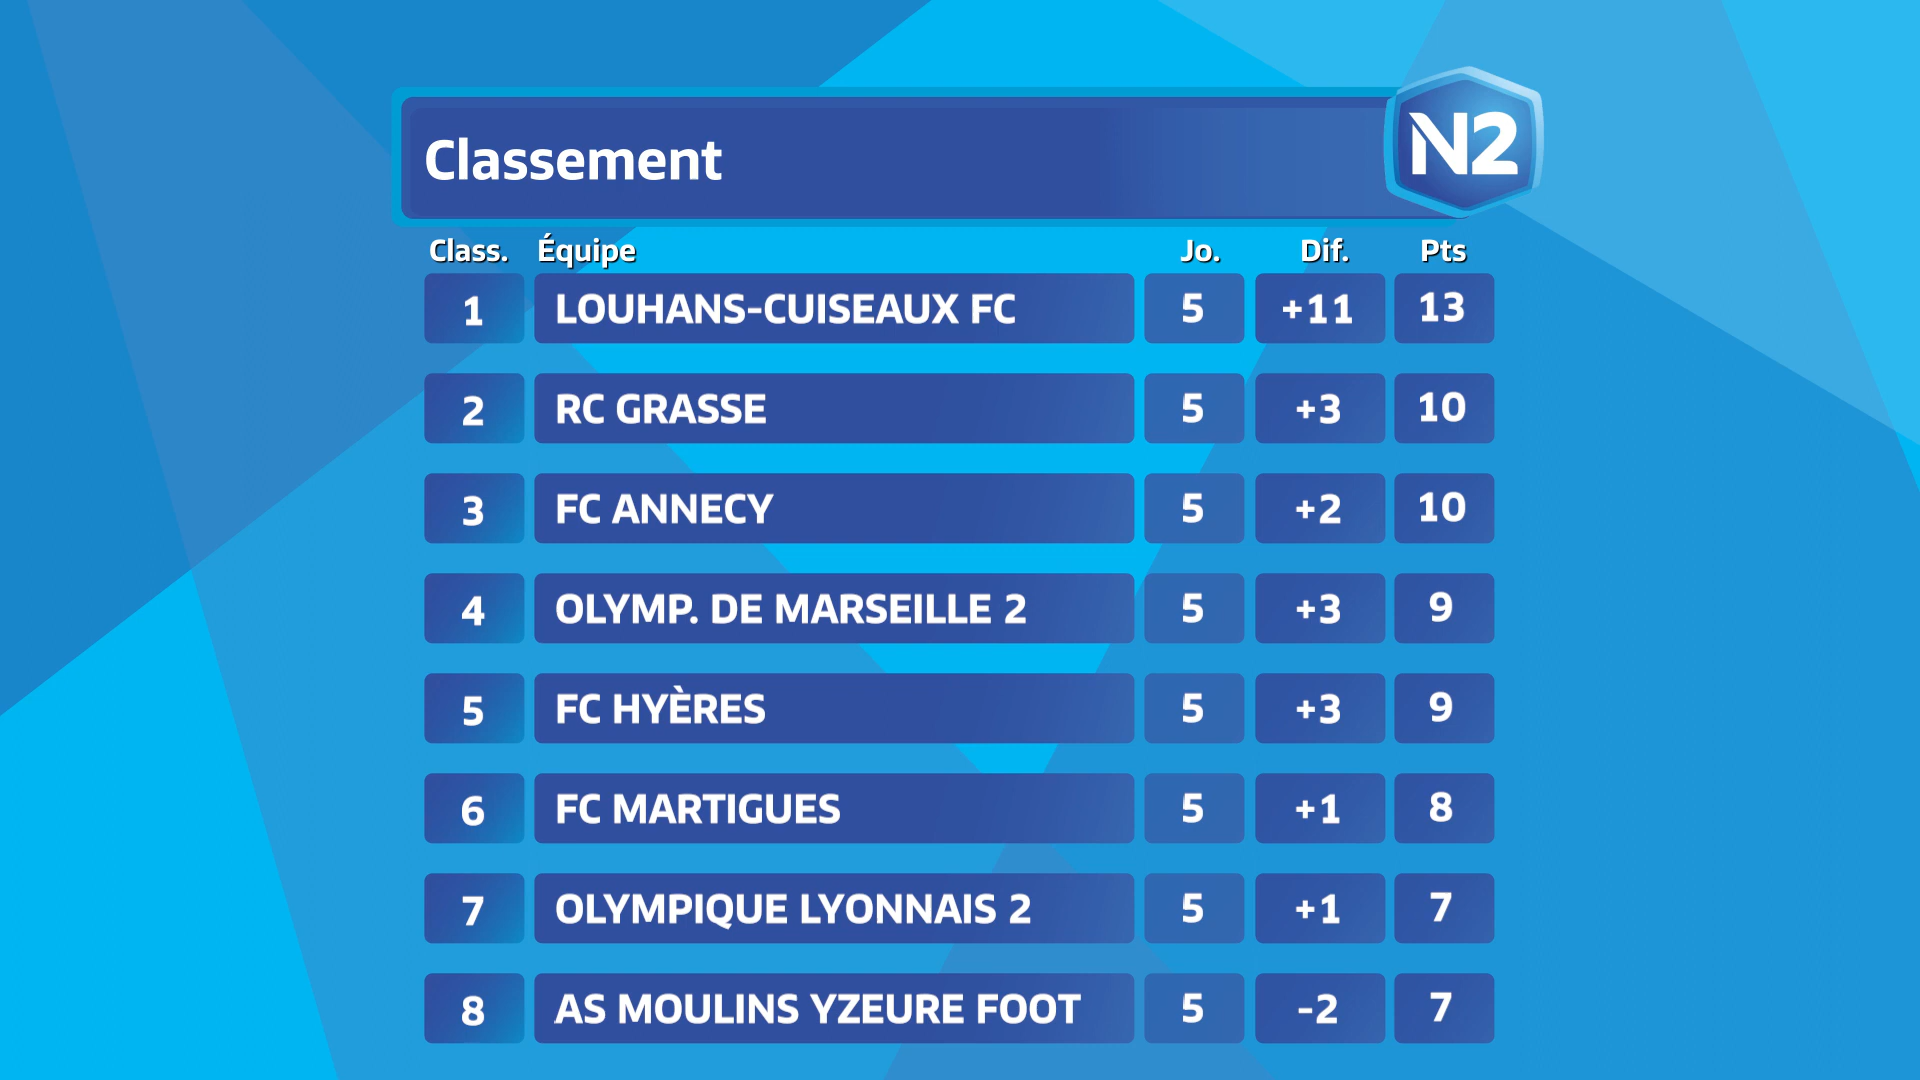 Classement
N2
Class. Équipe Jo. Dif. Pts
1 LOUHANS-CUISEAUX FC 5 +11 13
2 RC GRASSE 5 +3 10
3 FC ANNECY 5 +2 10
4 OLYMP. DE MARSEILLE 2 5 +3 9
5 FC HYÈRES 5 +3 9
6 FC MARTIGUES 5 +1 8
7 OLYMPIQUE LYONNAIS 2 5 +1 7
8 AS MOULINS YZEURE FOOT 5 -2 7